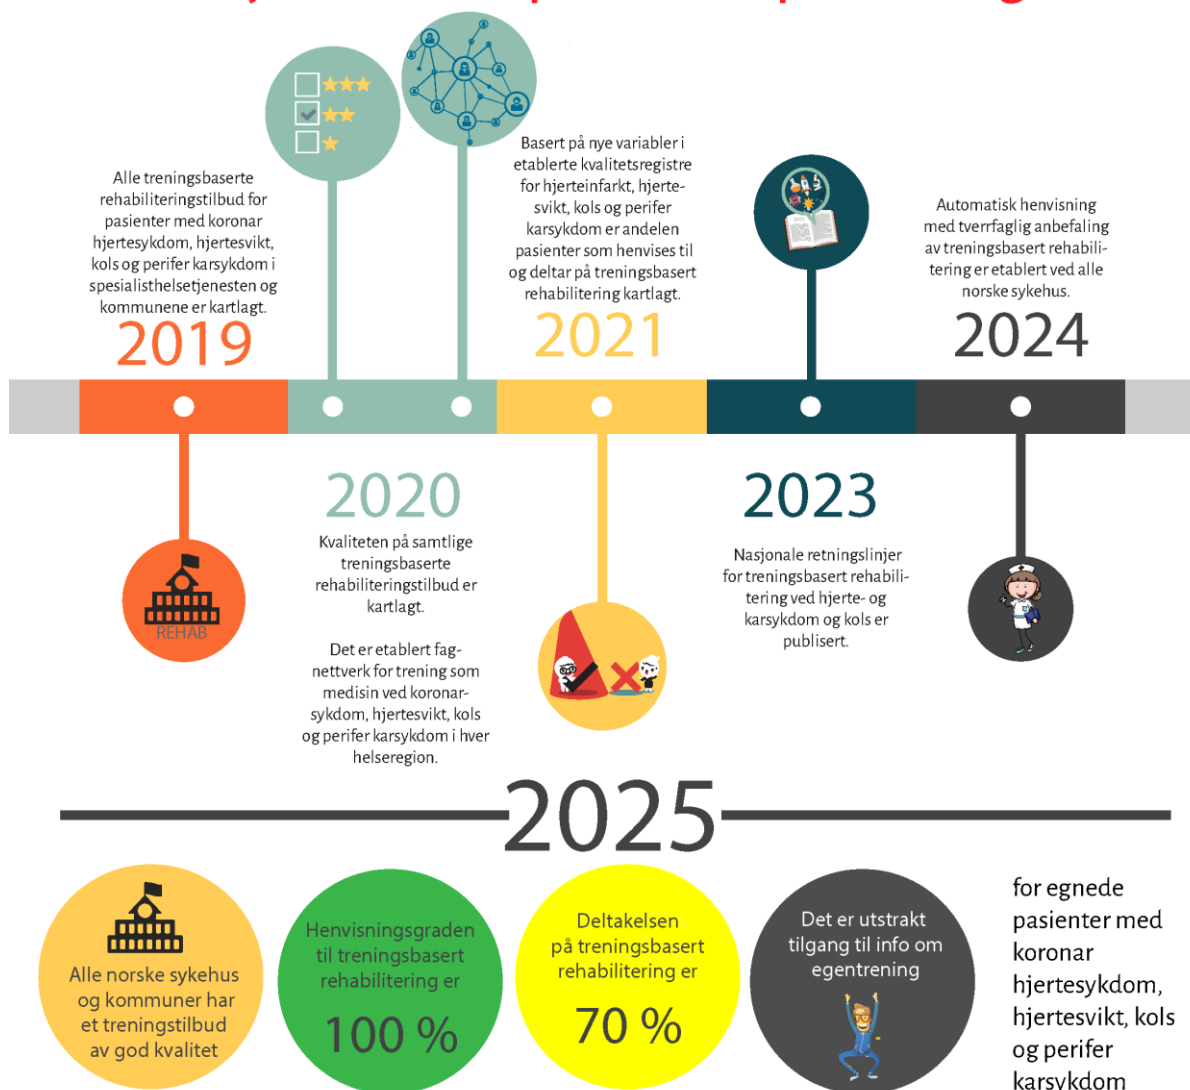 Alle treningsbaserte
rehabiliteringstilbud for
pasienter med koronar
hjertesykdom, hjertesvikt,
kols og perifer karsykdom i
spesialisthelsetjenesten og
kommunene er kartlagt.
2019
REHAB
2020
Kvaliteten på samtlige
treningsbaserte
rehabiliteringstilbud er
kartlagt.
Det er etablert fag-
nettverk for trening som
medisin ved koronar-
sykdom, hjertesvikt, kols
og perifer karsykdom i hver
helseregion.
Basert på nye variabler i
etablerte kvalitetsregistre
for hjerteinfarkt, hjerte-
svikt, kols og perifer
karsykdom er andelen
pasienter som henvises til
og deltar på treningsbasert
rehabilitering kartlagt.
2021
2023
Nasjonale retningslinjer
for treningsbasert rehabili-
tering ved hjerte- og
karsykdom og kols er
publisert.
Automatisk henvisning
med tverrfaglig anbefaling
av treningsbasert rehabili-
tering er etablert ved alle
norske sykehus.
2024
2025
Alle norske sykehus
og kommuner har
et treningstilbud
av god kvalitet
Henvisningsgraden
til treningsbasert
rehabilitering er
100 %
Deltakelsen
på treningsbasert
rehabilitering er
70 %
Det er utstrakt
tilgang til info om
egentrening
for egnede
pasienter med
koronar
hjertesykdom,
hjertesvikt, kols
og perifer
karsykdom